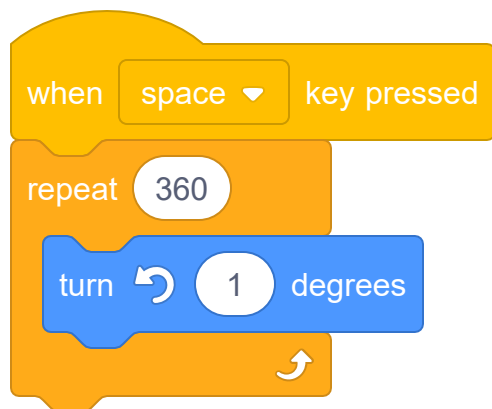 when space key pressed
repeat 360
turn 1 degrees